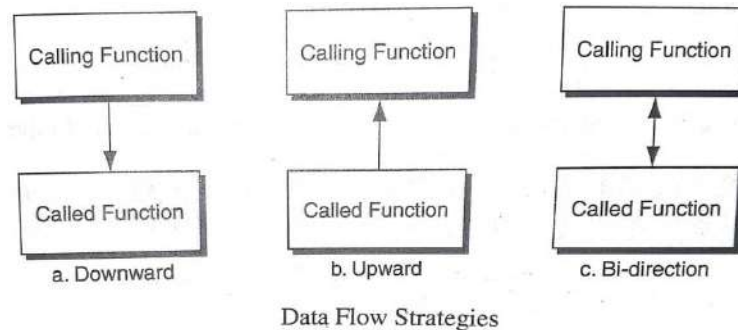 Calling Function
Calling Function
Calling Function
Called Function
Called Function
Called Function
a. Downward
b. Upward
c. Bi-direction
Data Flow Strategies